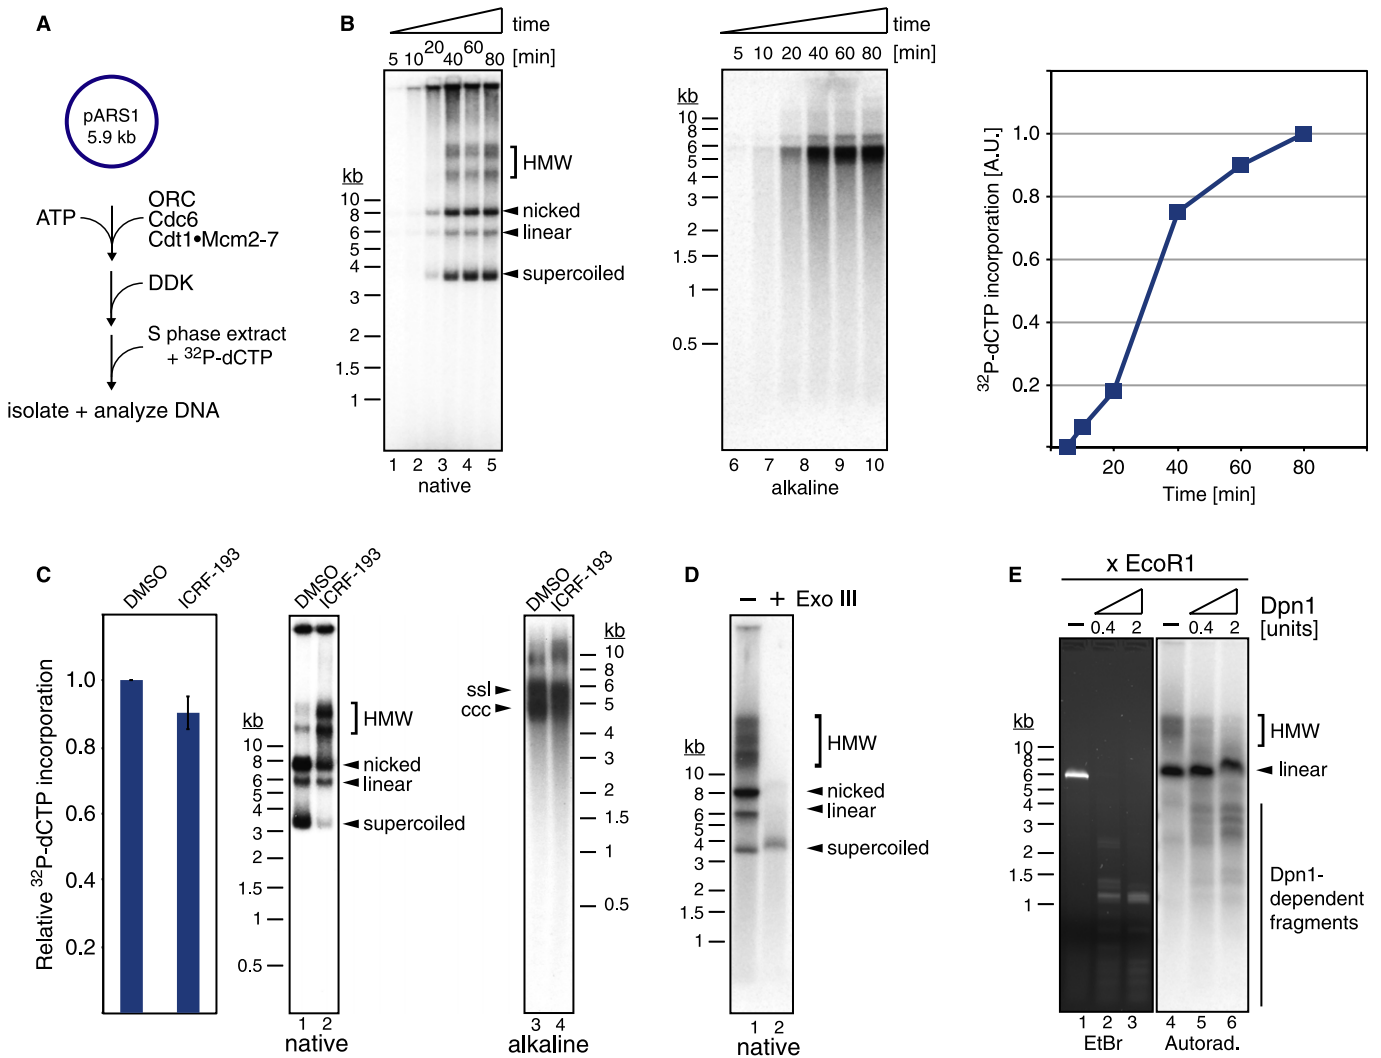 A
pARS1
5.9 kb
ATP
ORC
Cdc6
Cdt1•Mcm2-7
DDK
S phase extract
+ ³²P-dCTP
isolate + analyze DNA
B
time
5 10 20 40 60 80 [min]
kb
10
8
6
5
4
3
2
1.5
1
HMW
nicked
linear
supercoiled
1 2 3 4 5
native
time
5 10 20 40 60 80 [min]
kb
10
8
6
5
4
3
2
1.5
1
0.5
6 7 8 9 10
alkaline
³²P-dCTP incorporation [A.U.]
1.0
0.8
0.6
0.4
0.2
20 40 60 80
Time [min]
C
DMSO
ICRF-193
Relative ³²P-dCTP incorporation
1.0
0.8
0.6
0.4
0.2
DMSO
ICRF-193
kb
10
8
6
5
4
3
2
1.5
1
0.5
HMW
nicked
linear
supercoiled
1 2
native
DMSO
ICRF-193
ssl
ccc
kb
10
8
6
5
4
3
2
1.5
1
0.5
3 4
alkaline
D
– + Exo III
kb
10
8
6
5
4
3
2
1.5
1
HMW
nicked
linear
supercoiled
1 2
native
E
x EcoR1
– 0.4 2 – 0.4 2
Dpn1
[units]
kb
10
8
6
5
4
3
2
1.5
1
HMW
linear
Dpn1-
dependent
fragments
1 2 3 4 5 6
EtBr Autorad.